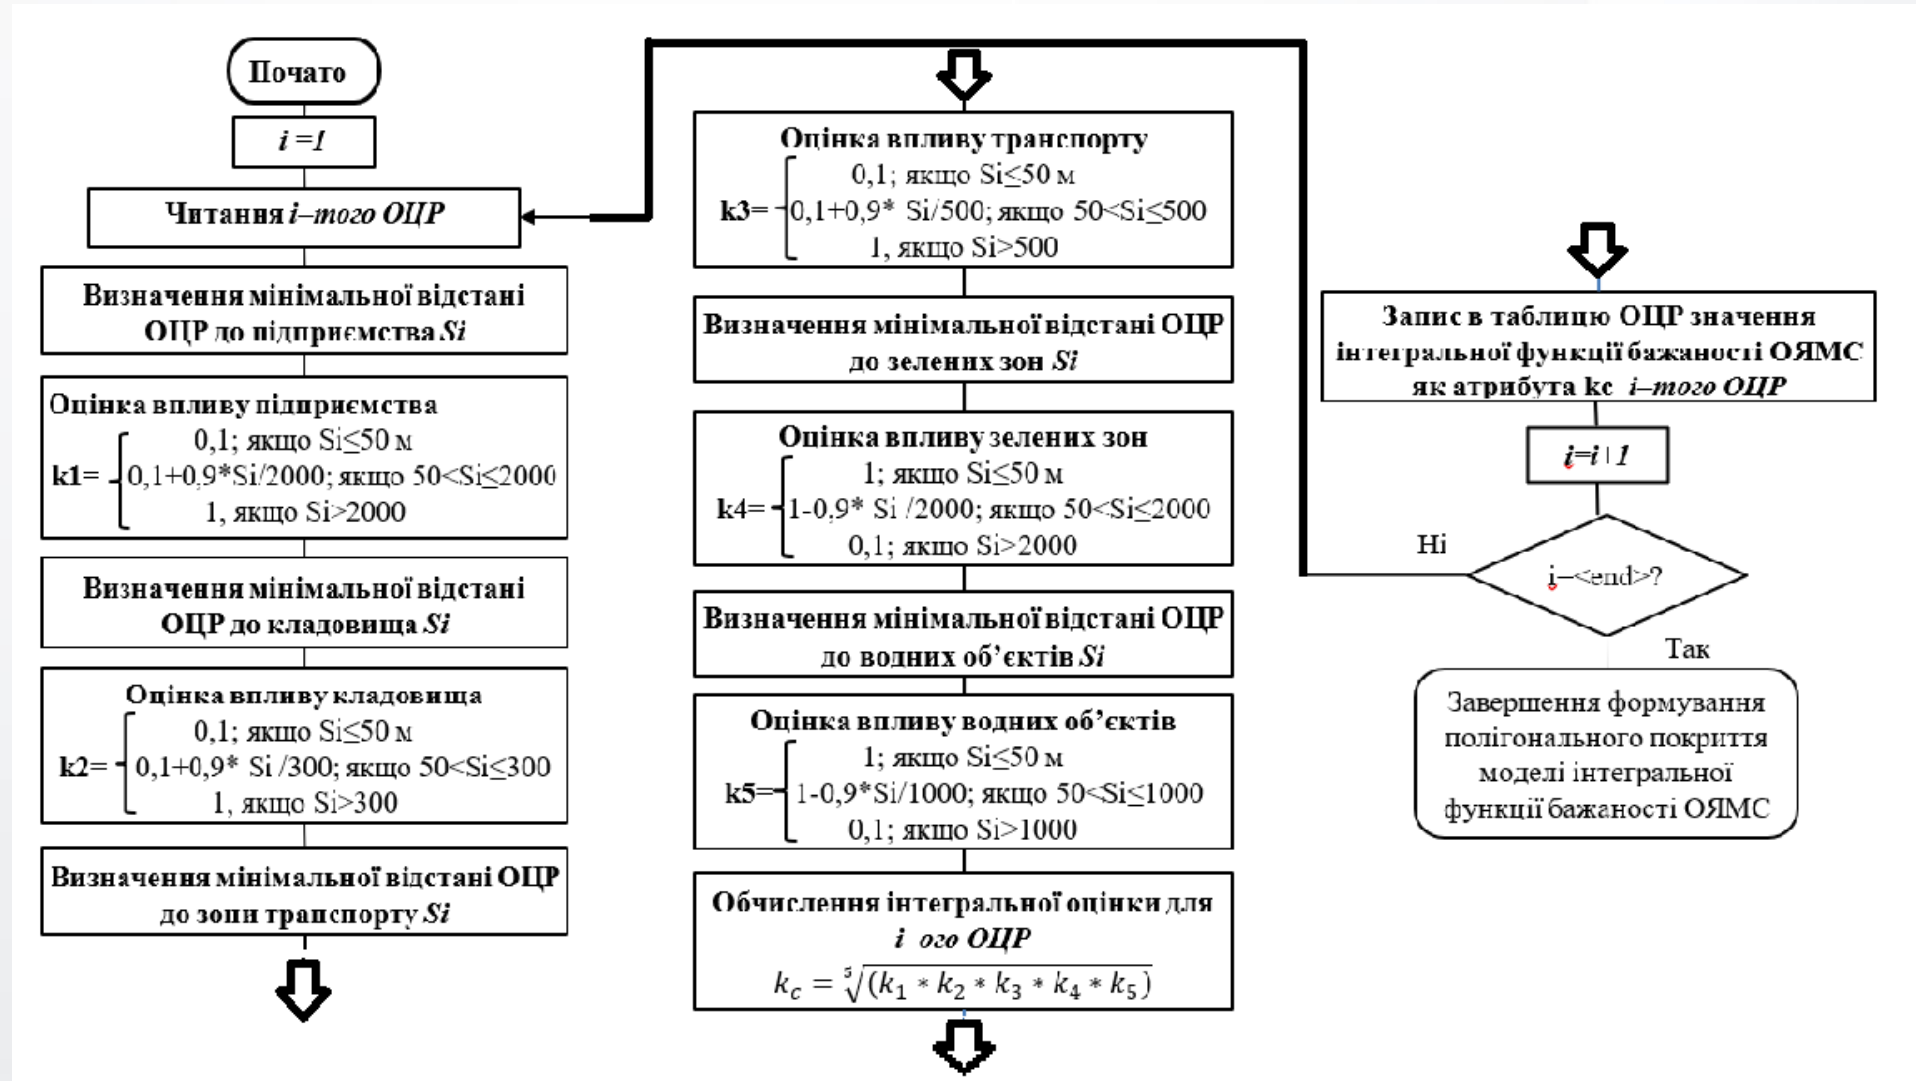 Почато
i =1
Читання i–того ОЦР
Визначення мінімальної відстані
ОЦР до підприємства Si
Оцінка впливу підприємства
0,1; якщо Si≤50 м
k1= 0,1+0,9*Si/2000; якщо 50<Si≤2000
1, якщо Si>2000
Визначення мінімальної відстані
ОЦР до кладовища Si
Оцінка впливу кладовища
0,1; якщо Si≤50 м
k2= 0,1+0,9* Si /300; якщо 50<Si≤300
1, якщо Si>300
Визначення мінімальної відстані ОЦР
до зони транспорту Si
Оцінка впливу транспорту
0,1; якщо Si≤50 м
k3= 0,1+0,9* Si/500; якщо 50<Si≤500
1, якщо Si>500
Визначення мінімальної відстані ОЦР
до зелених зон Si
Оцінка впливу зелених зон
1; якщо Si≤50 м
k4= 1-0,9* Si /2000; якщо 50<Si≤2000
0,1; якщо Si>2000
Визначення мінімальної відстані ОЦР
до водних об’єктів Si
Оцінка впливу водних об’єктів
1; якщо Si≤50 м
k5= 1-0,9*Si/1000; якщо 50<Si≤1000
0,1; якщо Si>1000
Обчислення інтегральної оцінки для
i ого ОЦР
k_c = ⁵√(k₁ * k₂ * k₃ * k₄ * k₅)
Запис в таблицю ОЦР значення
інтегральної функції бажаності ОЯМС
як атрибута kc i–того ОЦР
i=i+1
Ні
i=<end>?
Так
Завершення формування
полігонального покриття
моделі інтегральної
функції бажаності ОЯМС